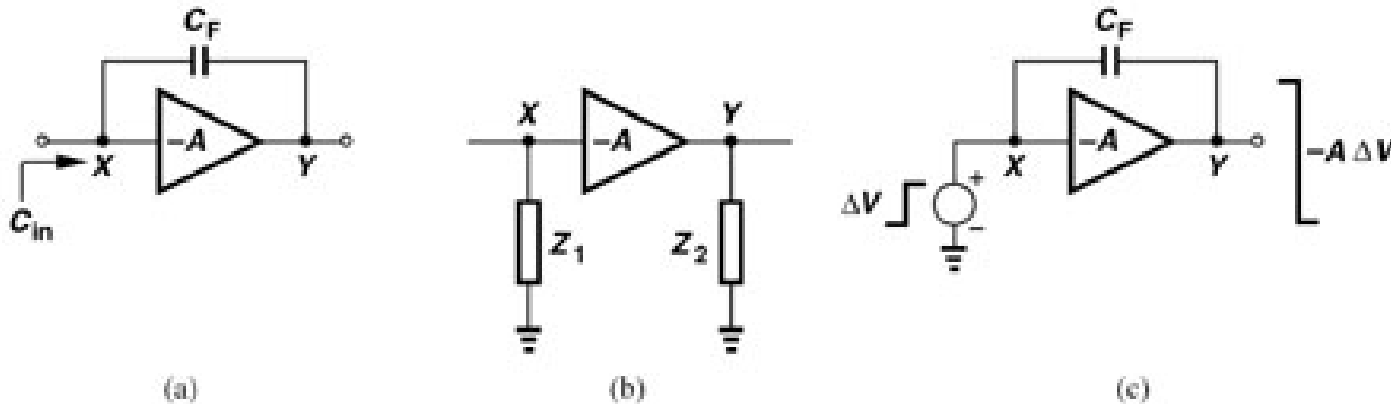 C_F
-A
X
Y
C_in
(a)
X
Y
-A
Z_1
Z_2
(b)
C_F
-A
X
Y
ΔV
+
−
-A ΔV
(c)